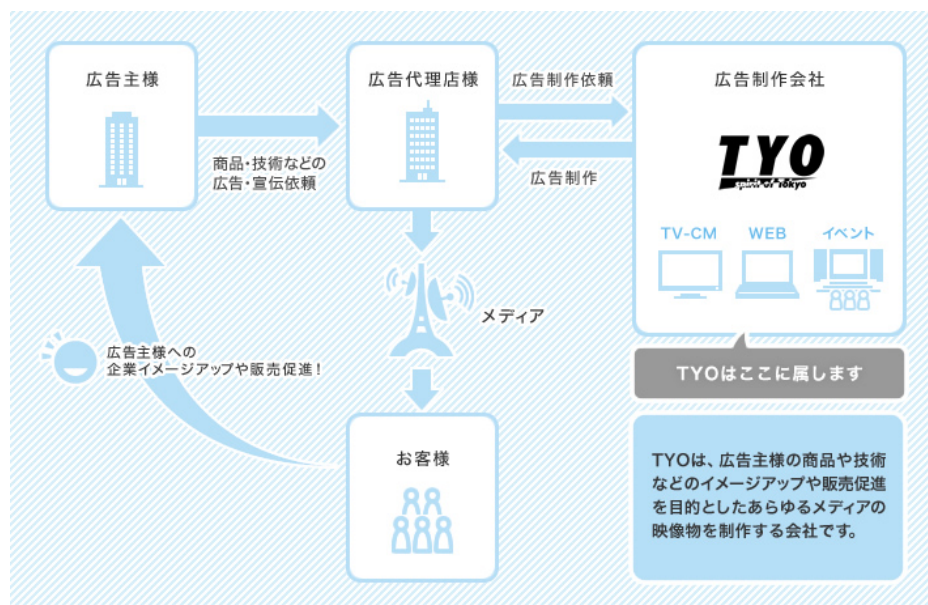 広告主様
広告代理店様
広告制作依頼
広告制作会社
商品・技術などの
広告・宣伝依頼
広告制作
TYO
spirit of Tokyo
TV-CM
WEB
イベント
メディア
広告主様への
企業イメージアップや販売促進！
TYOはここに属します
お客様
TYOは、広告主様の商品や技術
などのイメージアップや販売促進
を目的としたあらゆるメディアの
映像物を制作する会社です。